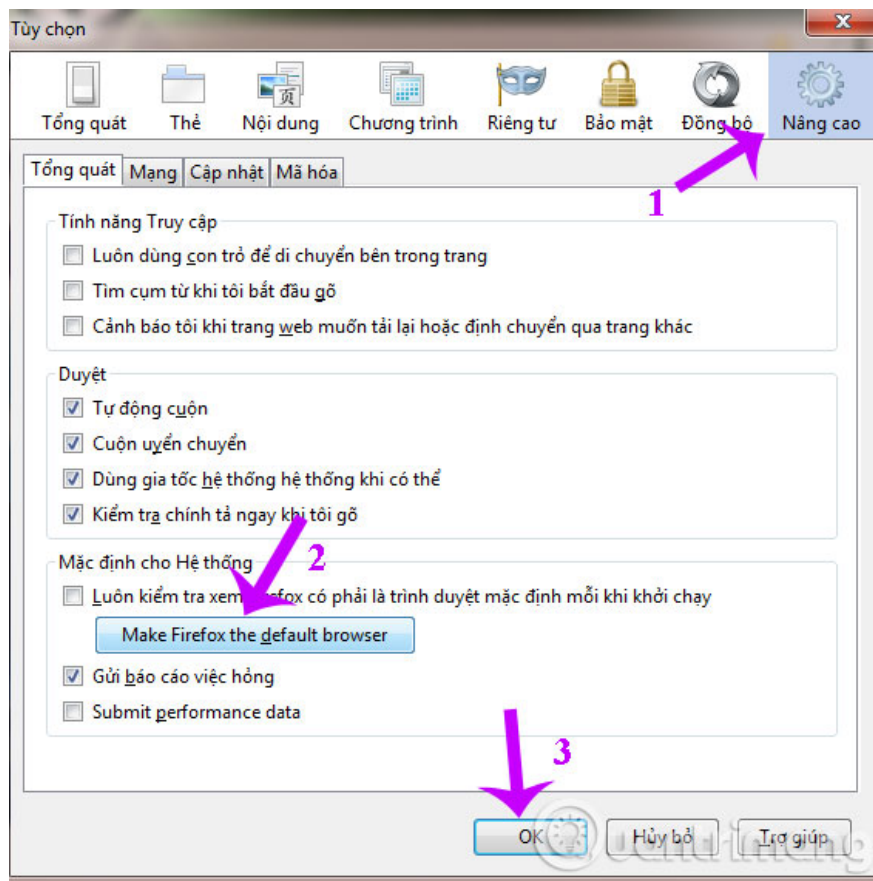 Tùy chọn
Tổng quát Thẻ Nội dung Chương trình Riêng tư Bảo mật Đồng bộ Nâng cao
1
Tổng quát Mạng Cập nhật Mã hóa
Tính năng Truy cập
Luôn dùng con trỏ để di chuyển bên trong trang
Tìm cụm từ khi tôi bắt đầu gõ
Cảnh báo tôi khi trang web muốn tải lại hoặc định chuyển qua trang khác
Duyệt
Tự động cuộn
Cuộn uyển chuyển
Dùng gia tốc hệ thống hệ thống khi có thể
Kiểm tra chính tả ngay khi tôi gõ
2
Mặc định cho Hệ thống
Luôn kiểm tra xem Firefox có phải là trình duyệt mặc định mỗi khi khởi chạy
Make Firefox the default browser
Gửi báo cáo việc hỏng
Submit performance data
3
OK Hủy bỏ Trợ giúp
uantrimang